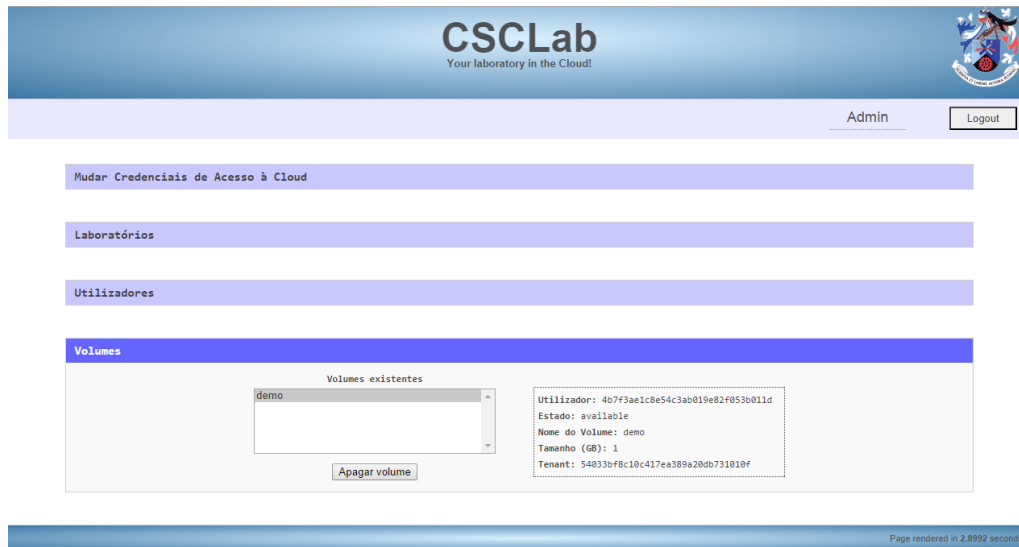 CSCLab
Your laboratory in the Cloud!
Admin
Logout
Mudar Credenciais de Acesso à Cloud
Laboratórios
Utilizadores
Volumes
Volumes existentes
demo
Apagar volume
Utilizador: 4b7f3ae1c8e54c3ab019e82f053b011d
Estado: available
Nome do Volume: demo
Tamanho (GB): 1
Tenant: 54033bf8c10c417ea389a20db731010f
Page rendered in 2.8992 second